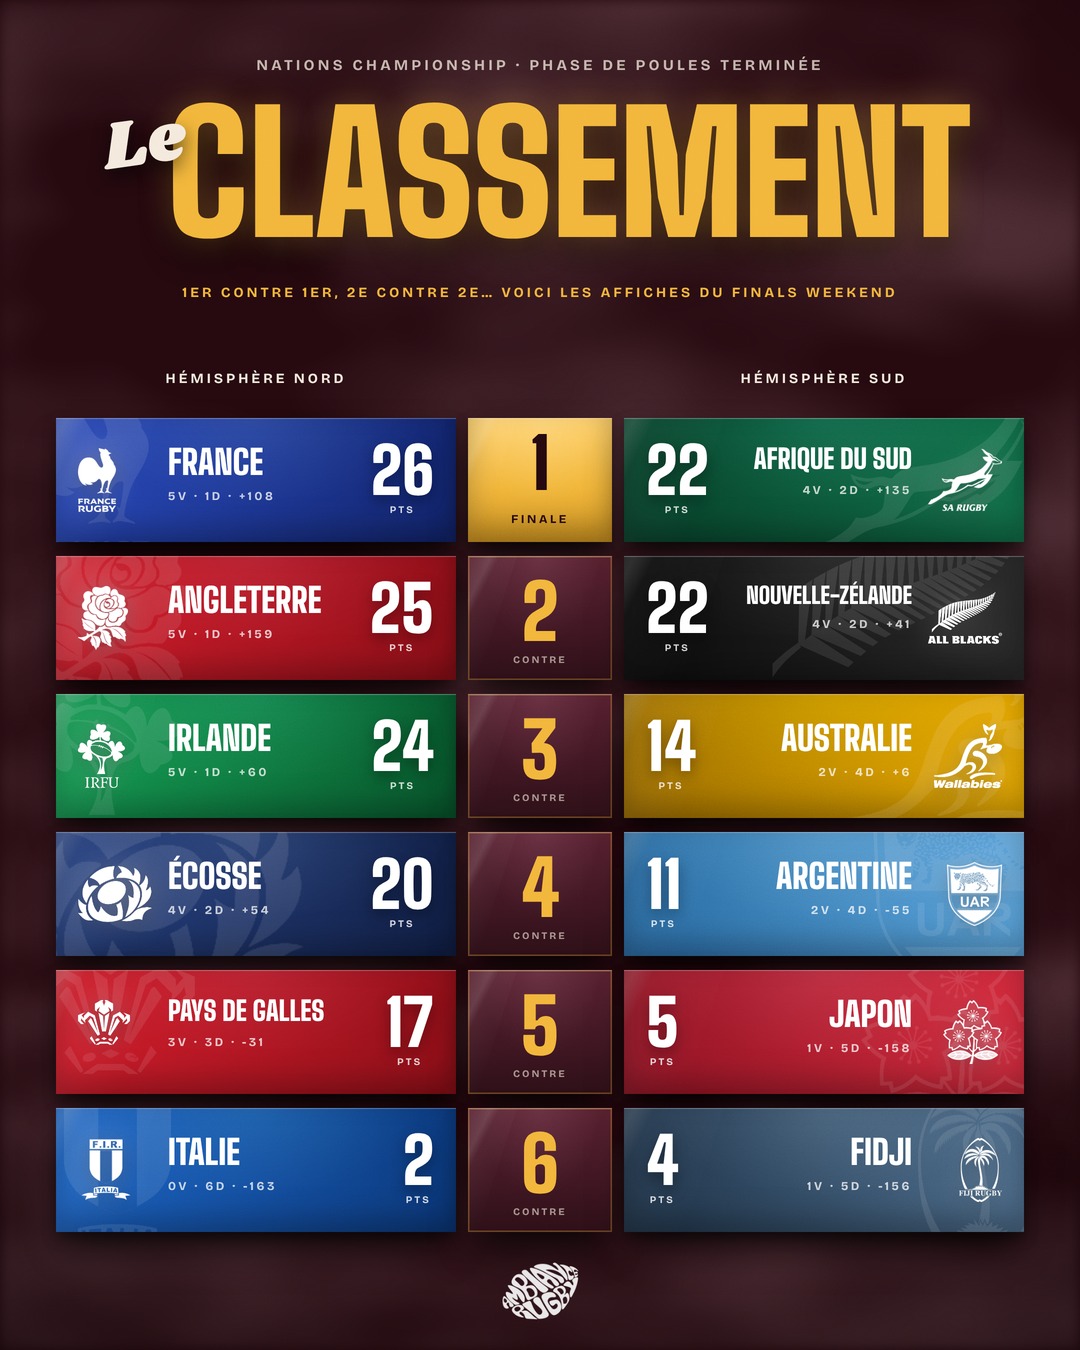 NATIONS CHAMPIONSHIP · PHASE DE POULES TERMINÉE
Le CLASSEMENT
1ER CONTRE 1ER, 2E CONTRE 2E… VOICI LES AFFICHES DU FINALS WEEKEND
HÉMISPHÈRE NORD
HÉMISPHÈRE SUD
FRANCE RUGBY
FRANCE
5V · 1D · +108
26
PTS
1
FINALE
22
PTS
AFRIQUE DU SUD
4V · 2D · +135
SA RUGBY
ANGLETERRE
5V · 1D · +159
25
PTS
2
CONTRE
22
PTS
NOUVELLE-ZÉLANDE
4V · 2D · +41
ALL BLACKS®
IRFU
IRLANDE
5V · 1D · +60
24
PTS
3
CONTRE
14
PTS
AUSTRALIE
2V · 4D · +6
Wallabies
ÉCOSSE
4V · 2D · +54
20
PTS
4
CONTRE
11
PTS
ARGENTINE
2V · 4D · -55
UAR
PAYS DE GALLES
3V · 3D · -31
17
PTS
5
CONTRE
5
PTS
JAPON
1V · 5D · -158
F.I.R.
ITALIA
ITALIE
0V · 6D · -163
2
PTS
6
CONTRE
4
PTS
FIDJI
1V · 5D · -156
FIJI RUGBY
RUGBY